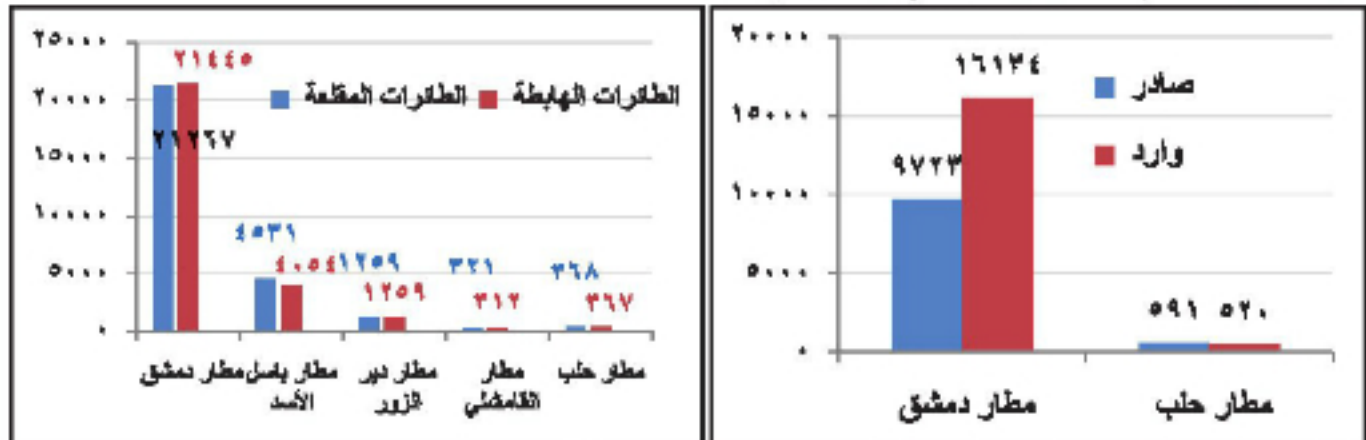 ٢٥٠٠٠
٢٠٠٠٠
١٥٠٠٠
١٠٠٠٠
٥٠٠٠
٠
٢١٤٤٥
الطائرات المقلعة
الطائرات الهابطة
٢١٢٦٧
٤٥٣١
٤٠٥٤
١٢٥٩
١٢٥٩
٣٢١
٣١٢
٣٦٨
٣٦٧
مطار دمشق
مطار باسل
الأسد
مطار دير
الزور
مطار
القامشلي
مطار حلب
٢٠٠٠٠
١٥٠٠٠
١٠٠٠٠
٥٠٠٠
٠
١٦١٣٤
صادر
وارد
٩٧٢٣
٥٩١
٥٢٠
مطار دمشق
مطار حلب